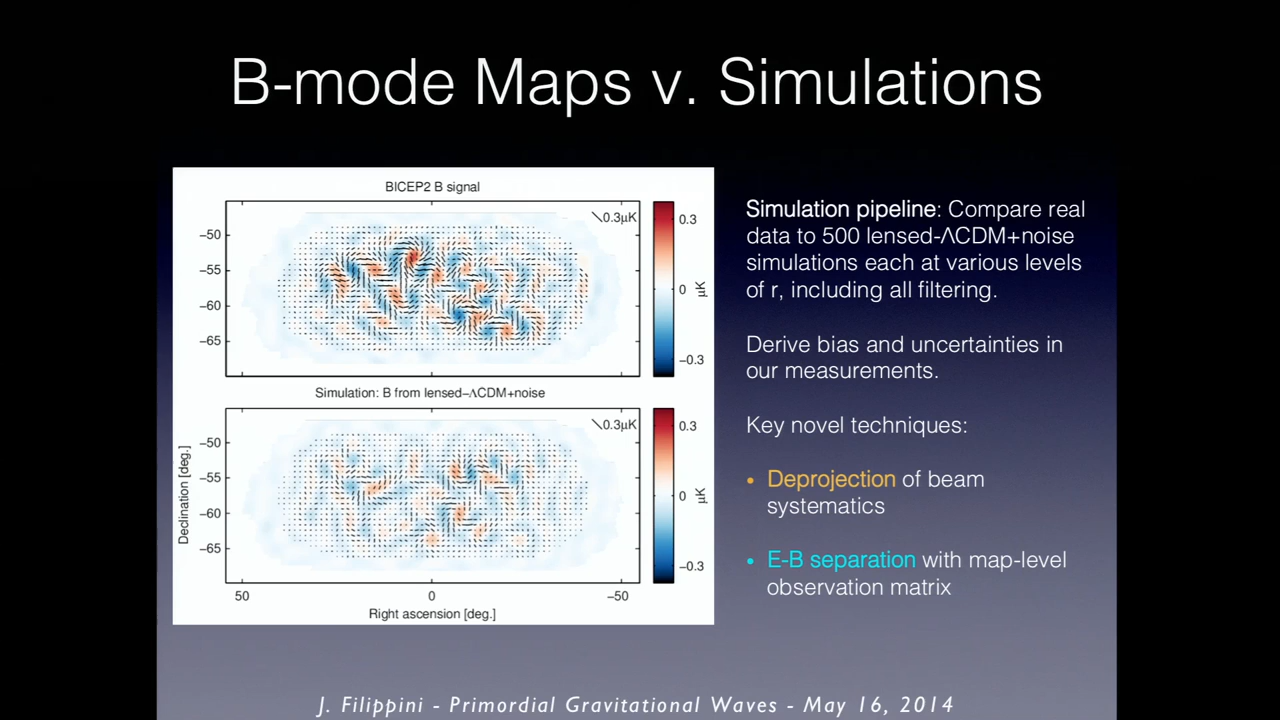 B-mode Maps v. Simulations
BICEP2 B signal
0.3μK
−50
−55
−60
−65
0.3
0
−0.3
μK
Simulation: B from lensed−ΛCDM+noise
0.3μK
−50
−55
−60
−65
0.3
0
−0.3
μK
Declination [deg.]
50
0
−50
Right ascension [deg.]
Simulation pipeline: Compare real
data to 500 lensed-ΛCDM+noise
simulations each at various levels
of r, including all filtering.
Derive bias and uncertainties in
our measurements.
Key novel techniques:
• Deprojection of beam
systematics
• E-B separation with map-level
observation matrix
J. Filippini - Primordial Gravitational Waves - May 16, 2014